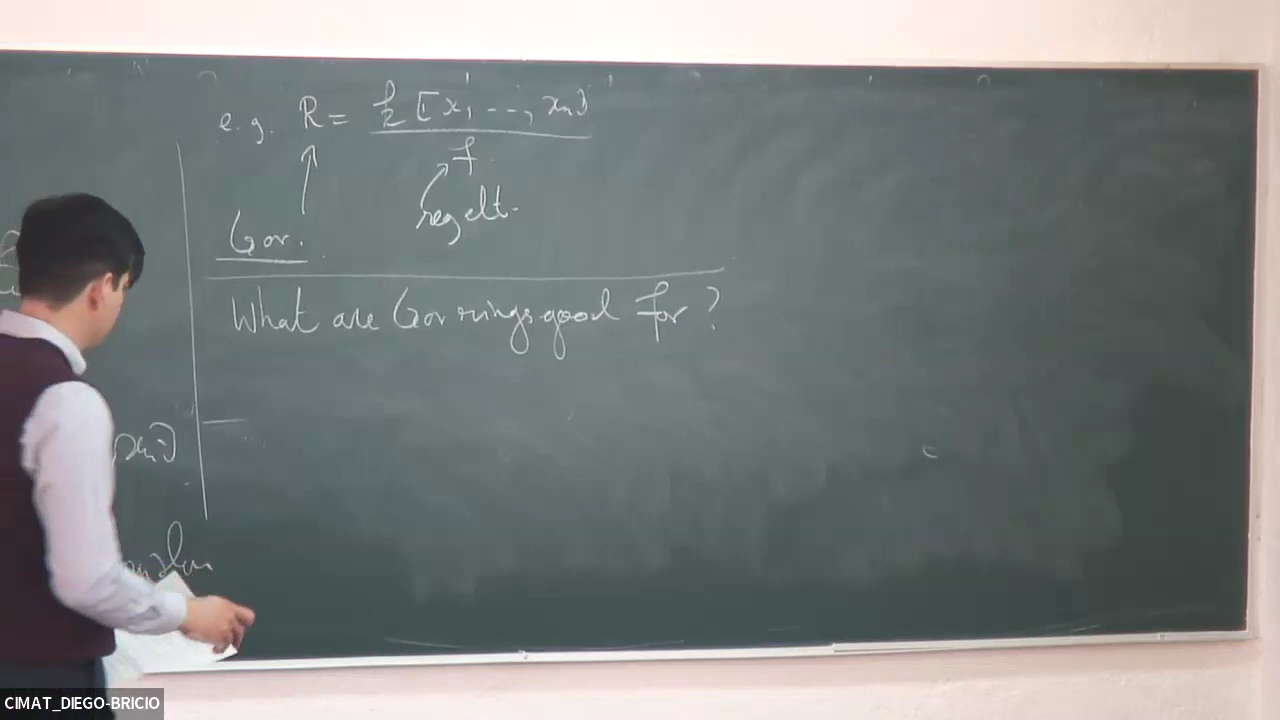 e.g. R = k[x1, ..., xn]
f
reg elt.
Gor.
What are Gor rings good for?
CIMAT_DIEGO-BRICIO